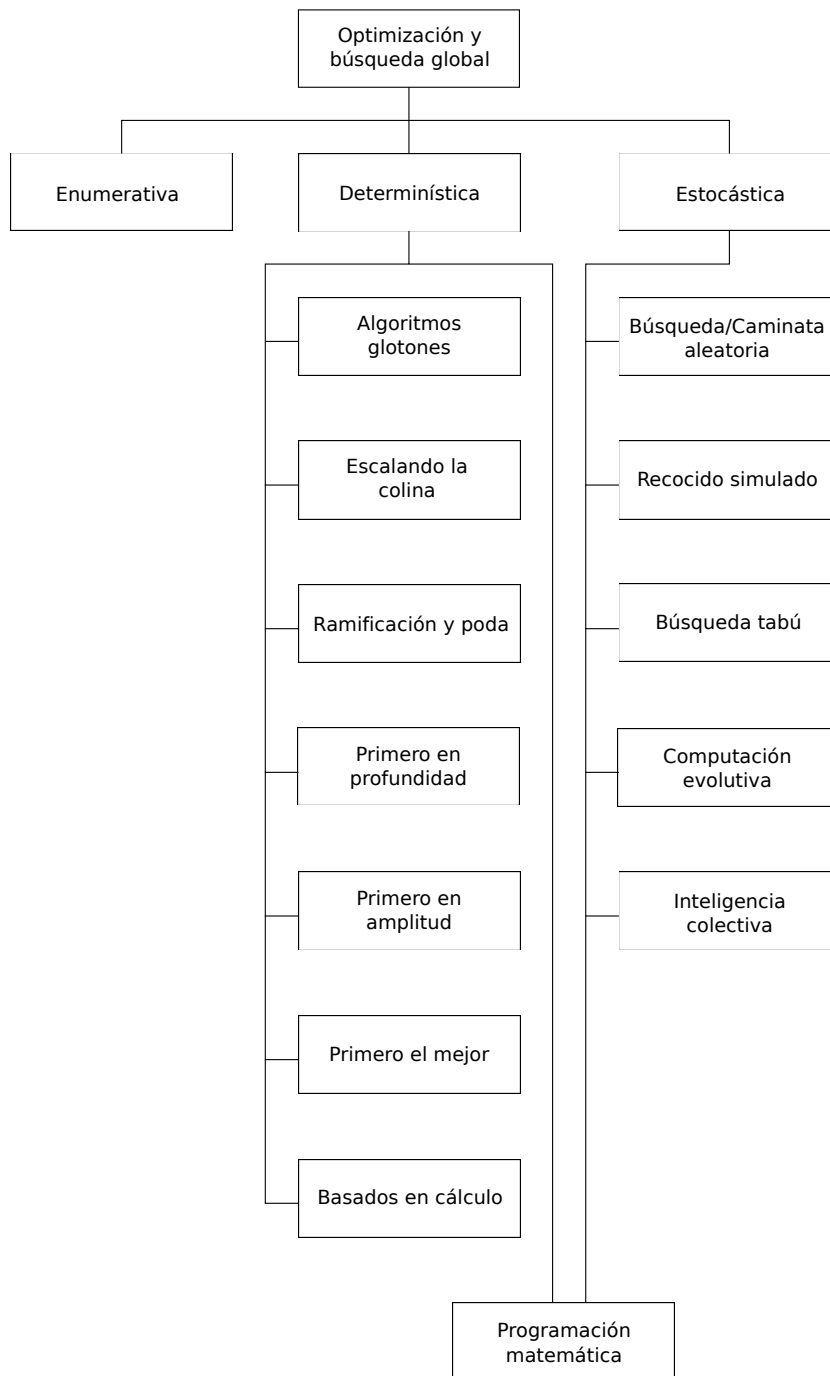 Optimización y
búsqueda global
Enumerativa
Determinística
Estocástica
Algoritmos
glotones
Escalando la
colina
Ramificación y poda
Primero en
profundidad
Primero en
amplitud
Primero el mejor
Basados en cálculo
Búsqueda/Caminata
aleatoria
Recocido simulado
Búsqueda tabú
Computación
evolutiva
Inteligencia
colectiva
Programación
matemática